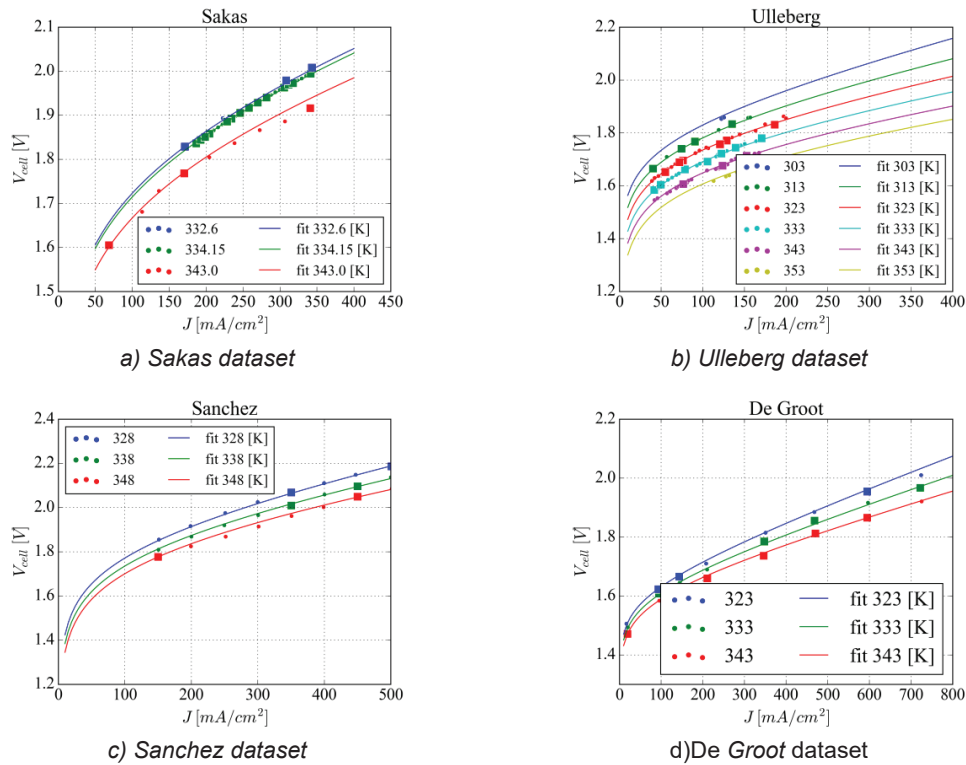 Sakas
2.1
2.0
1.9
1.8
1.7
1.6
1.5
V_cell [V]
332.6 fit 332.6 [K]
334.15 fit 334.15 [K]
343.0 fit 343.0 [K]
0 50 100 150 200 250 300 350 400 450
J [mA/cm²]
a) Sakas dataset
Ulleberg
2.2
2.0
1.8
1.6
1.4
1.2
V_cell [V]
303 fit 303 [K]
313 fit 313 [K]
323 fit 323 [K]
333 fit 333 [K]
343 fit 343 [K]
353 fit 353 [K]
0 50 100 150 200 250 300 350 400
J [mA/cm²]
b) Ulleberg dataset
Sanchez
2.4
2.2
2.0
1.8
1.6
1.4
1.2
V_cell [V]
328 fit 328 [K]
338 fit 338 [K]
348 fit 348 [K]
0 100 200 300 400 500
J [mA/cm²]
c) Sanchez dataset
De Groot
2.2
2.0
1.8
1.6
1.4
1.2
V_cell [V]
323 fit 323 [K]
333 fit 333 [K]
343 fit 343 [K]
0 100 200 300 400 500 600 700 800
J [mA/cm²]
d)De Groot dataset